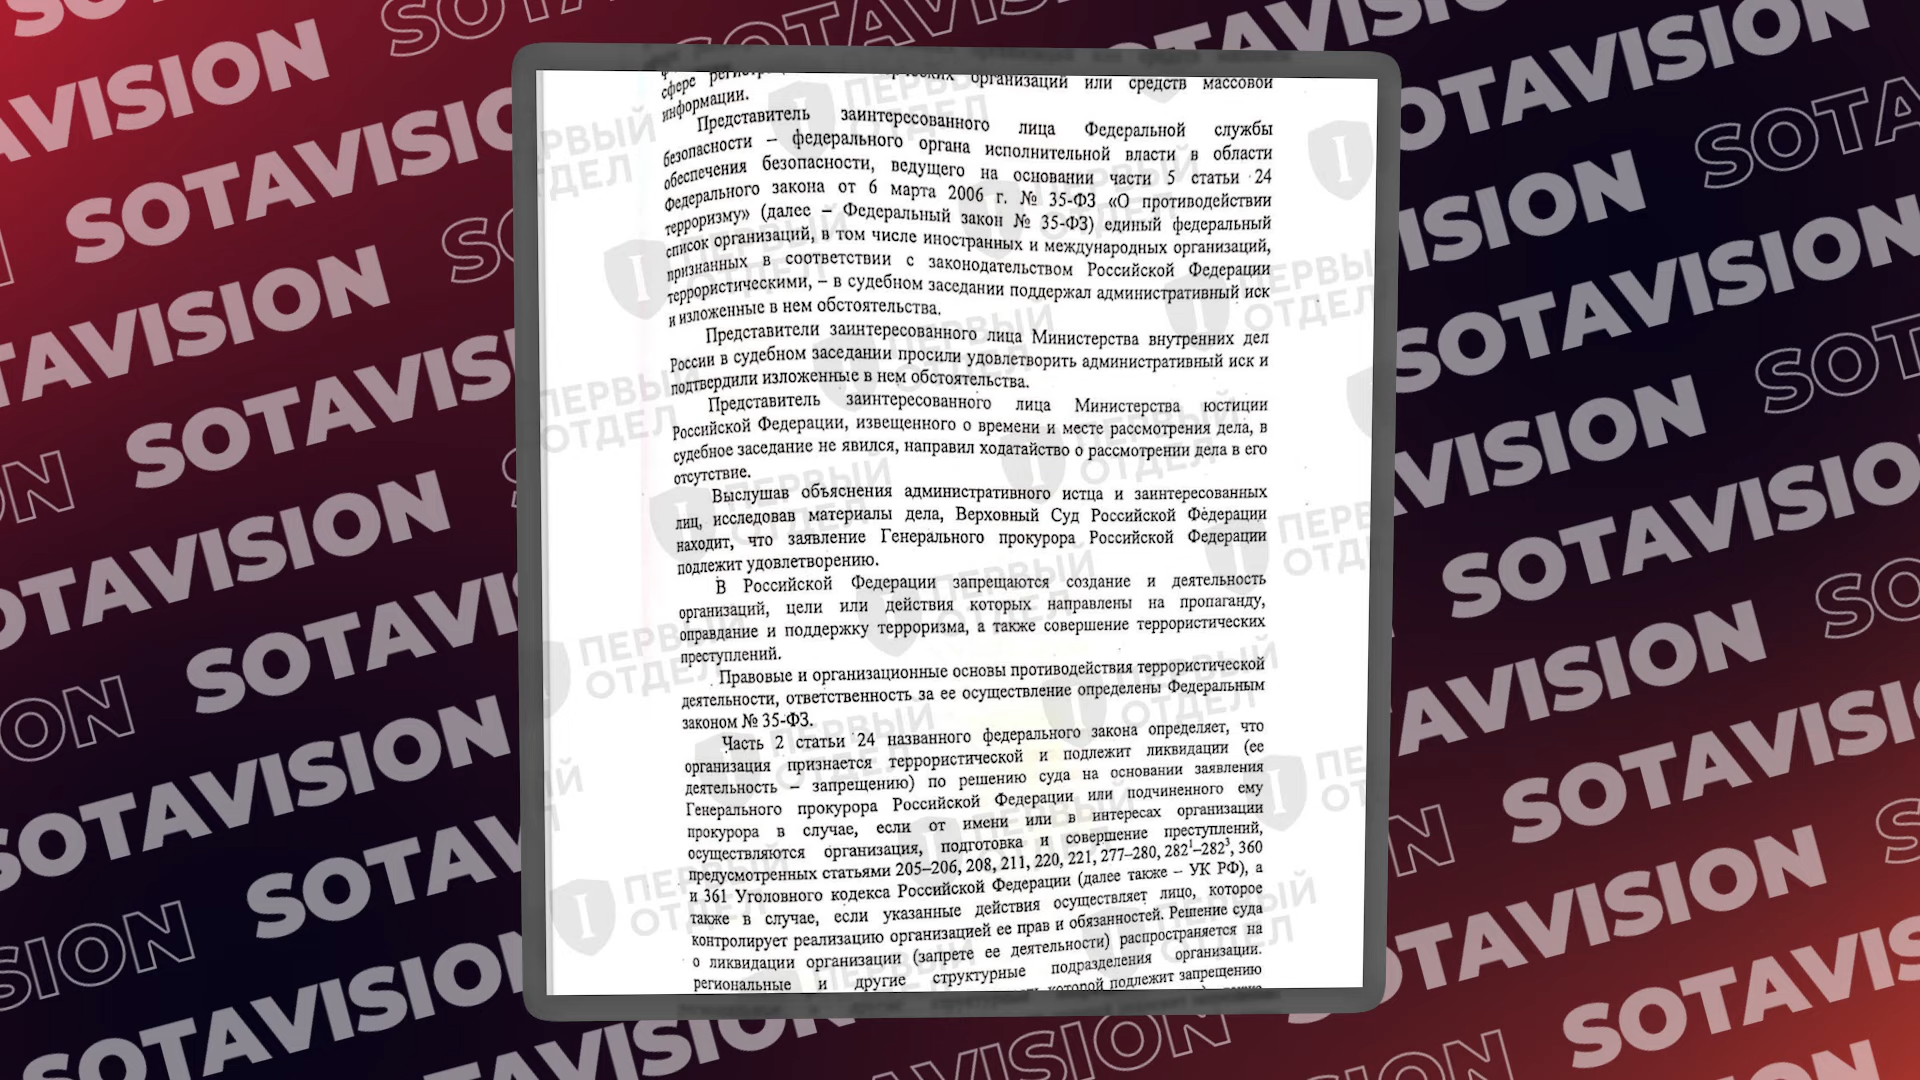 сфере организаций или средств массовой
информации.
Представитель заинтересованного лица Федеральной службы
безопасности – федерального органа исполнительной власти в области
обеспечения безопасности, ведущего на основании части 5 статьи 24
Федерального закона от 6 марта 2006 г. № 35-ФЗ «О противодействии
терроризму» (далее – Федеральный закон № 35-ФЗ) единый федеральный
список организаций, в том числе иностранных и международных организаций,
признанных в соответствии с законодательством Российской Федерации
террористическими, – в судебном заседании поддержал административный иск
и изложенные в нем обстоятельства.
Представители заинтересованного лица Министерства внутренних дел
России в судебном заседании просили удовлетворить административный иск и
подтвердили изложенные в нем обстоятельства.
Представитель заинтересованного лица Министерства юстиции
Российской Федерации, извещенного о времени и месте рассмотрения дела, в
судебное заседание не явился, направил ходатайство о рассмотрении дела в его
отсутствие.
Выслушав объяснения административного истца и заинтересованных
лиц, исследовав материалы дела, Верховный Суд Российской Федерации
находит, что заявление Генерального прокурора Российской Федерации
подлежит удовлетворению.
В Российской Федерации запрещаются создание и деятельность
организаций, цели или действия которых направлены на пропаганду,
оправдание и поддержку терроризма, а также совершение террористических
преступлений.
Правовые и организационные основы противодействия террористической
деятельности, ответственность за ее осуществление определены Федеральным
законом № 35-ФЗ.
Часть 2 статьи 24 названного федерального закона определяет, что
организация признается террористической и подлежит ликвидации (ее
деятельность – запрещению) по решению суда на основании заявления
Генерального прокурора Российской Федерации или подчиненного ему
прокурора в случае, если от имени или в интересах организации
осуществляются организация, подготовка и совершение преступлений,
предусмотренных статьями 205–206, 208, 211, 220, 221, 277–280, 282¹–282³, 360
и 361 Уголовного кодекса Российской Федерации (далее также – УК РФ), а
также в случае, если указанные действия осуществляет лицо, которое
контролирует реализацию организацией ее прав и обязанностей. Решение суда
о ликвидации организации (запрете ее деятельности) распространяется на
региональные и другие структурные подразделения организации.
которой подлежит запрещению
ПЕРВЫЙ
ОТДЕЛ
SOTAVISION